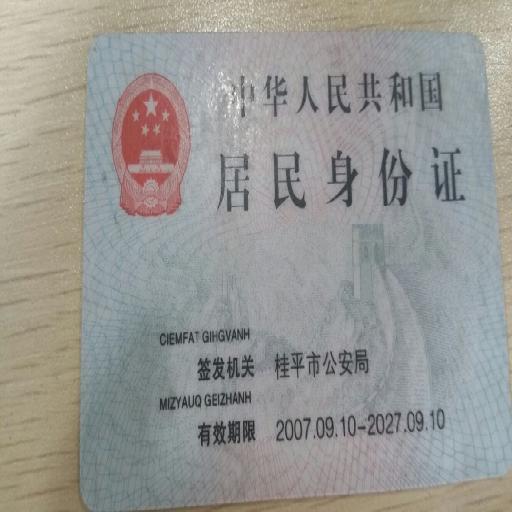 中华人民共和国
居民身份证
CIEMFAT GIHGVANH
签发机关 桂平市公安局
MIZYAUQ GEIZHANH
有效期限 2007.09.10-2027.09.10